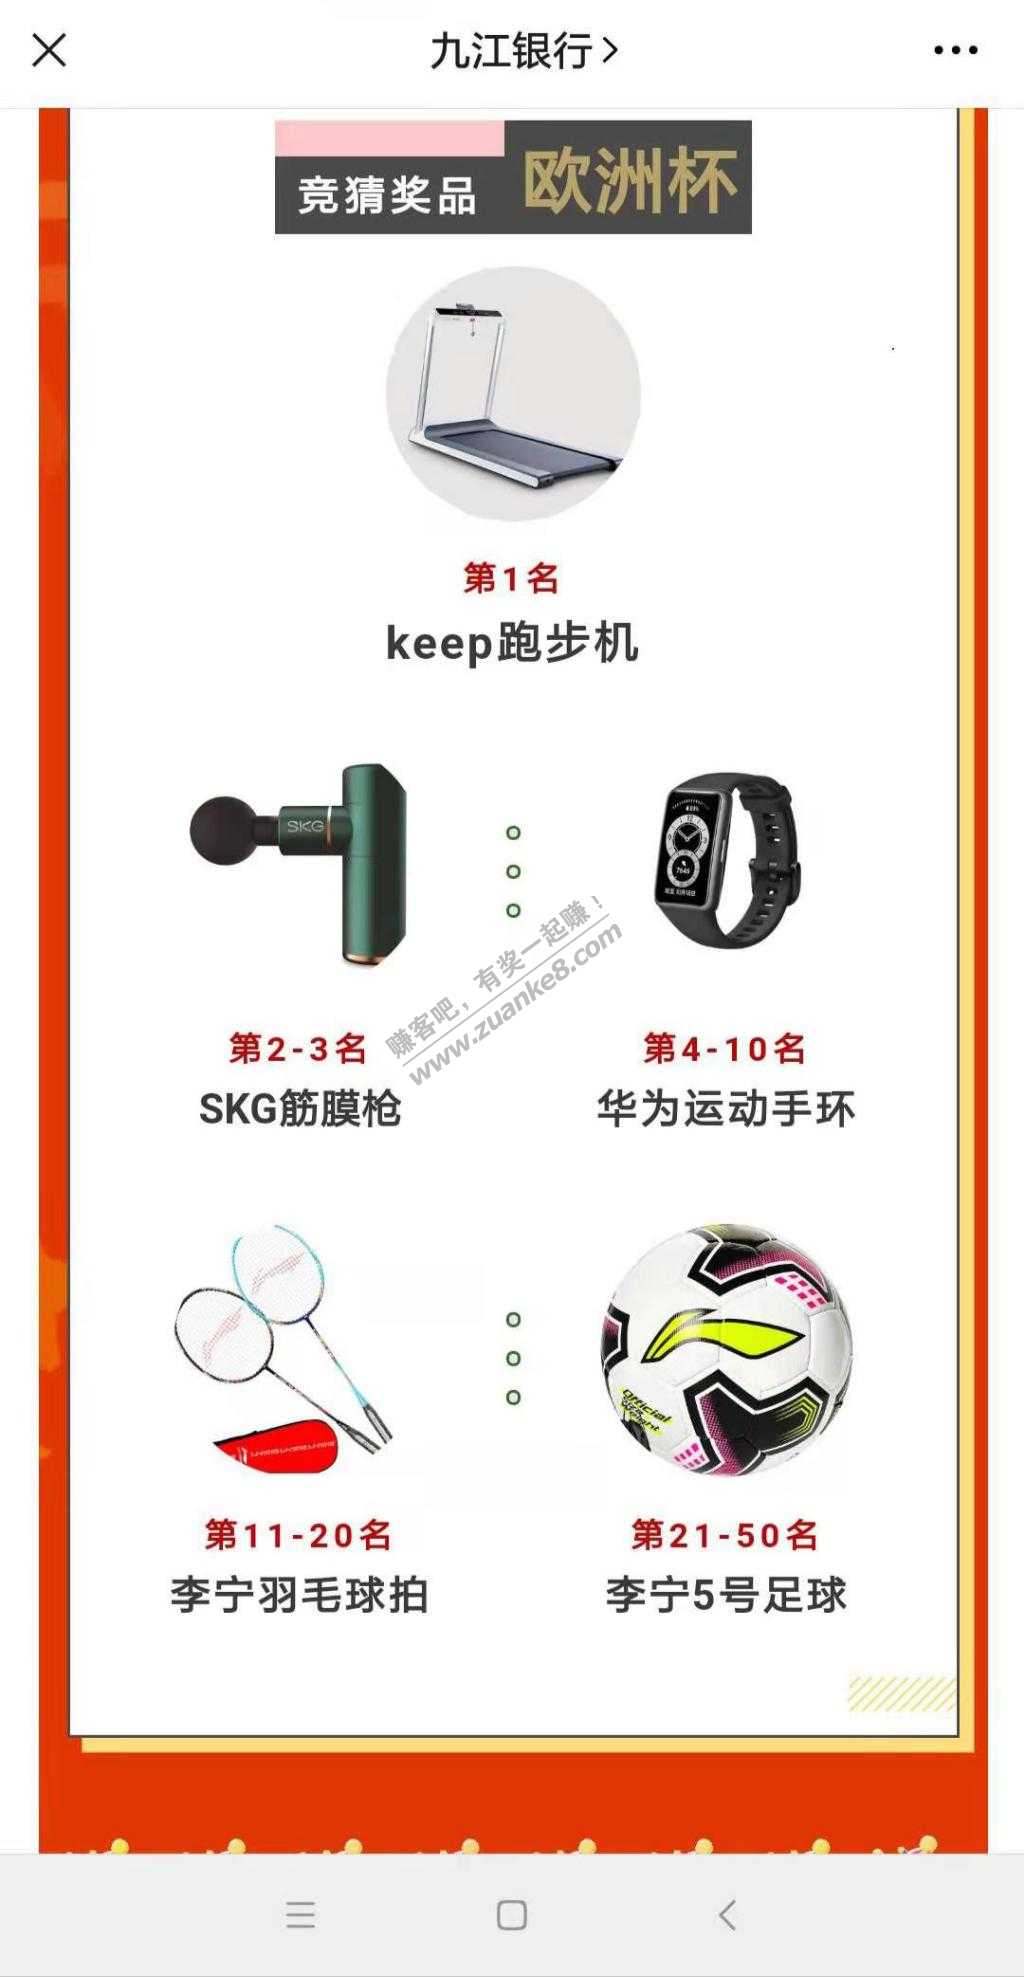 九江银行
竞猜奖品
欧洲杯
第1名
keep跑步机
SKG
第2-3名
SKG筋膜枪
第4-10名
华为运动手环
赚客吧，有奖一起赚！
www.zuanke8.com
Official
第11-20名
李宁羽毛球拍
第21-50名
李宁5号足球